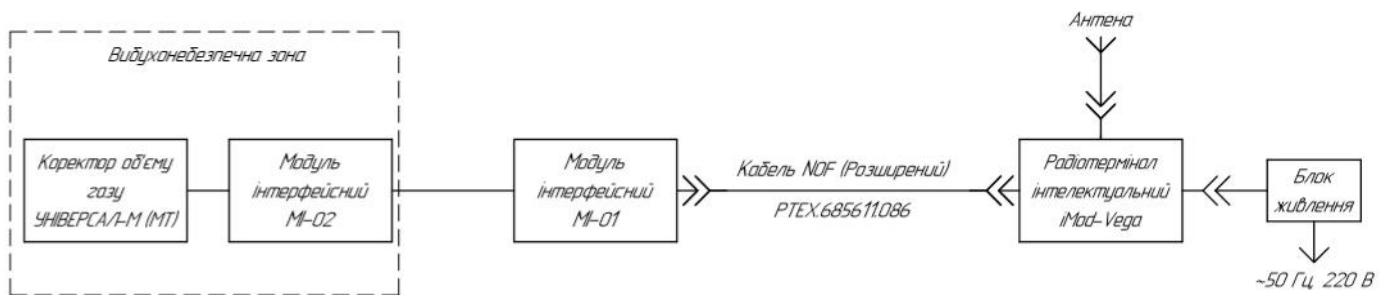 Антена
Вибухонебезпечна зона
Коректор об'єму
газу
УНІВЕРСАЛ-М (МТ)
Модуль
інтерфейсний
МІ-02
Модуль
інтерфейсний
МІ-01
Кабель NOF (Розширений)
РТЕХ.685611.086
Радіотермінал
інтелектуальний
iMod-Vega
Блок
живлення
~50 Гц, 220 В